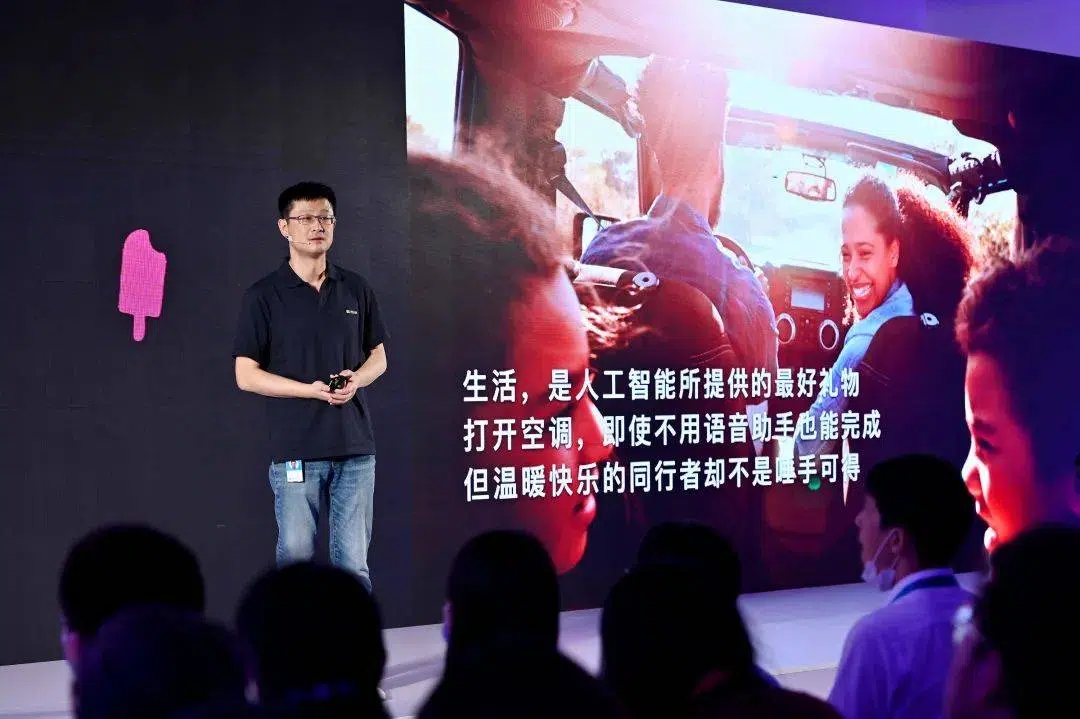 生活，是人工智能所提供的最好礼物
打开空调，即使不用语音助手也能完成
但温暖快乐的同行者却不是唾手可得